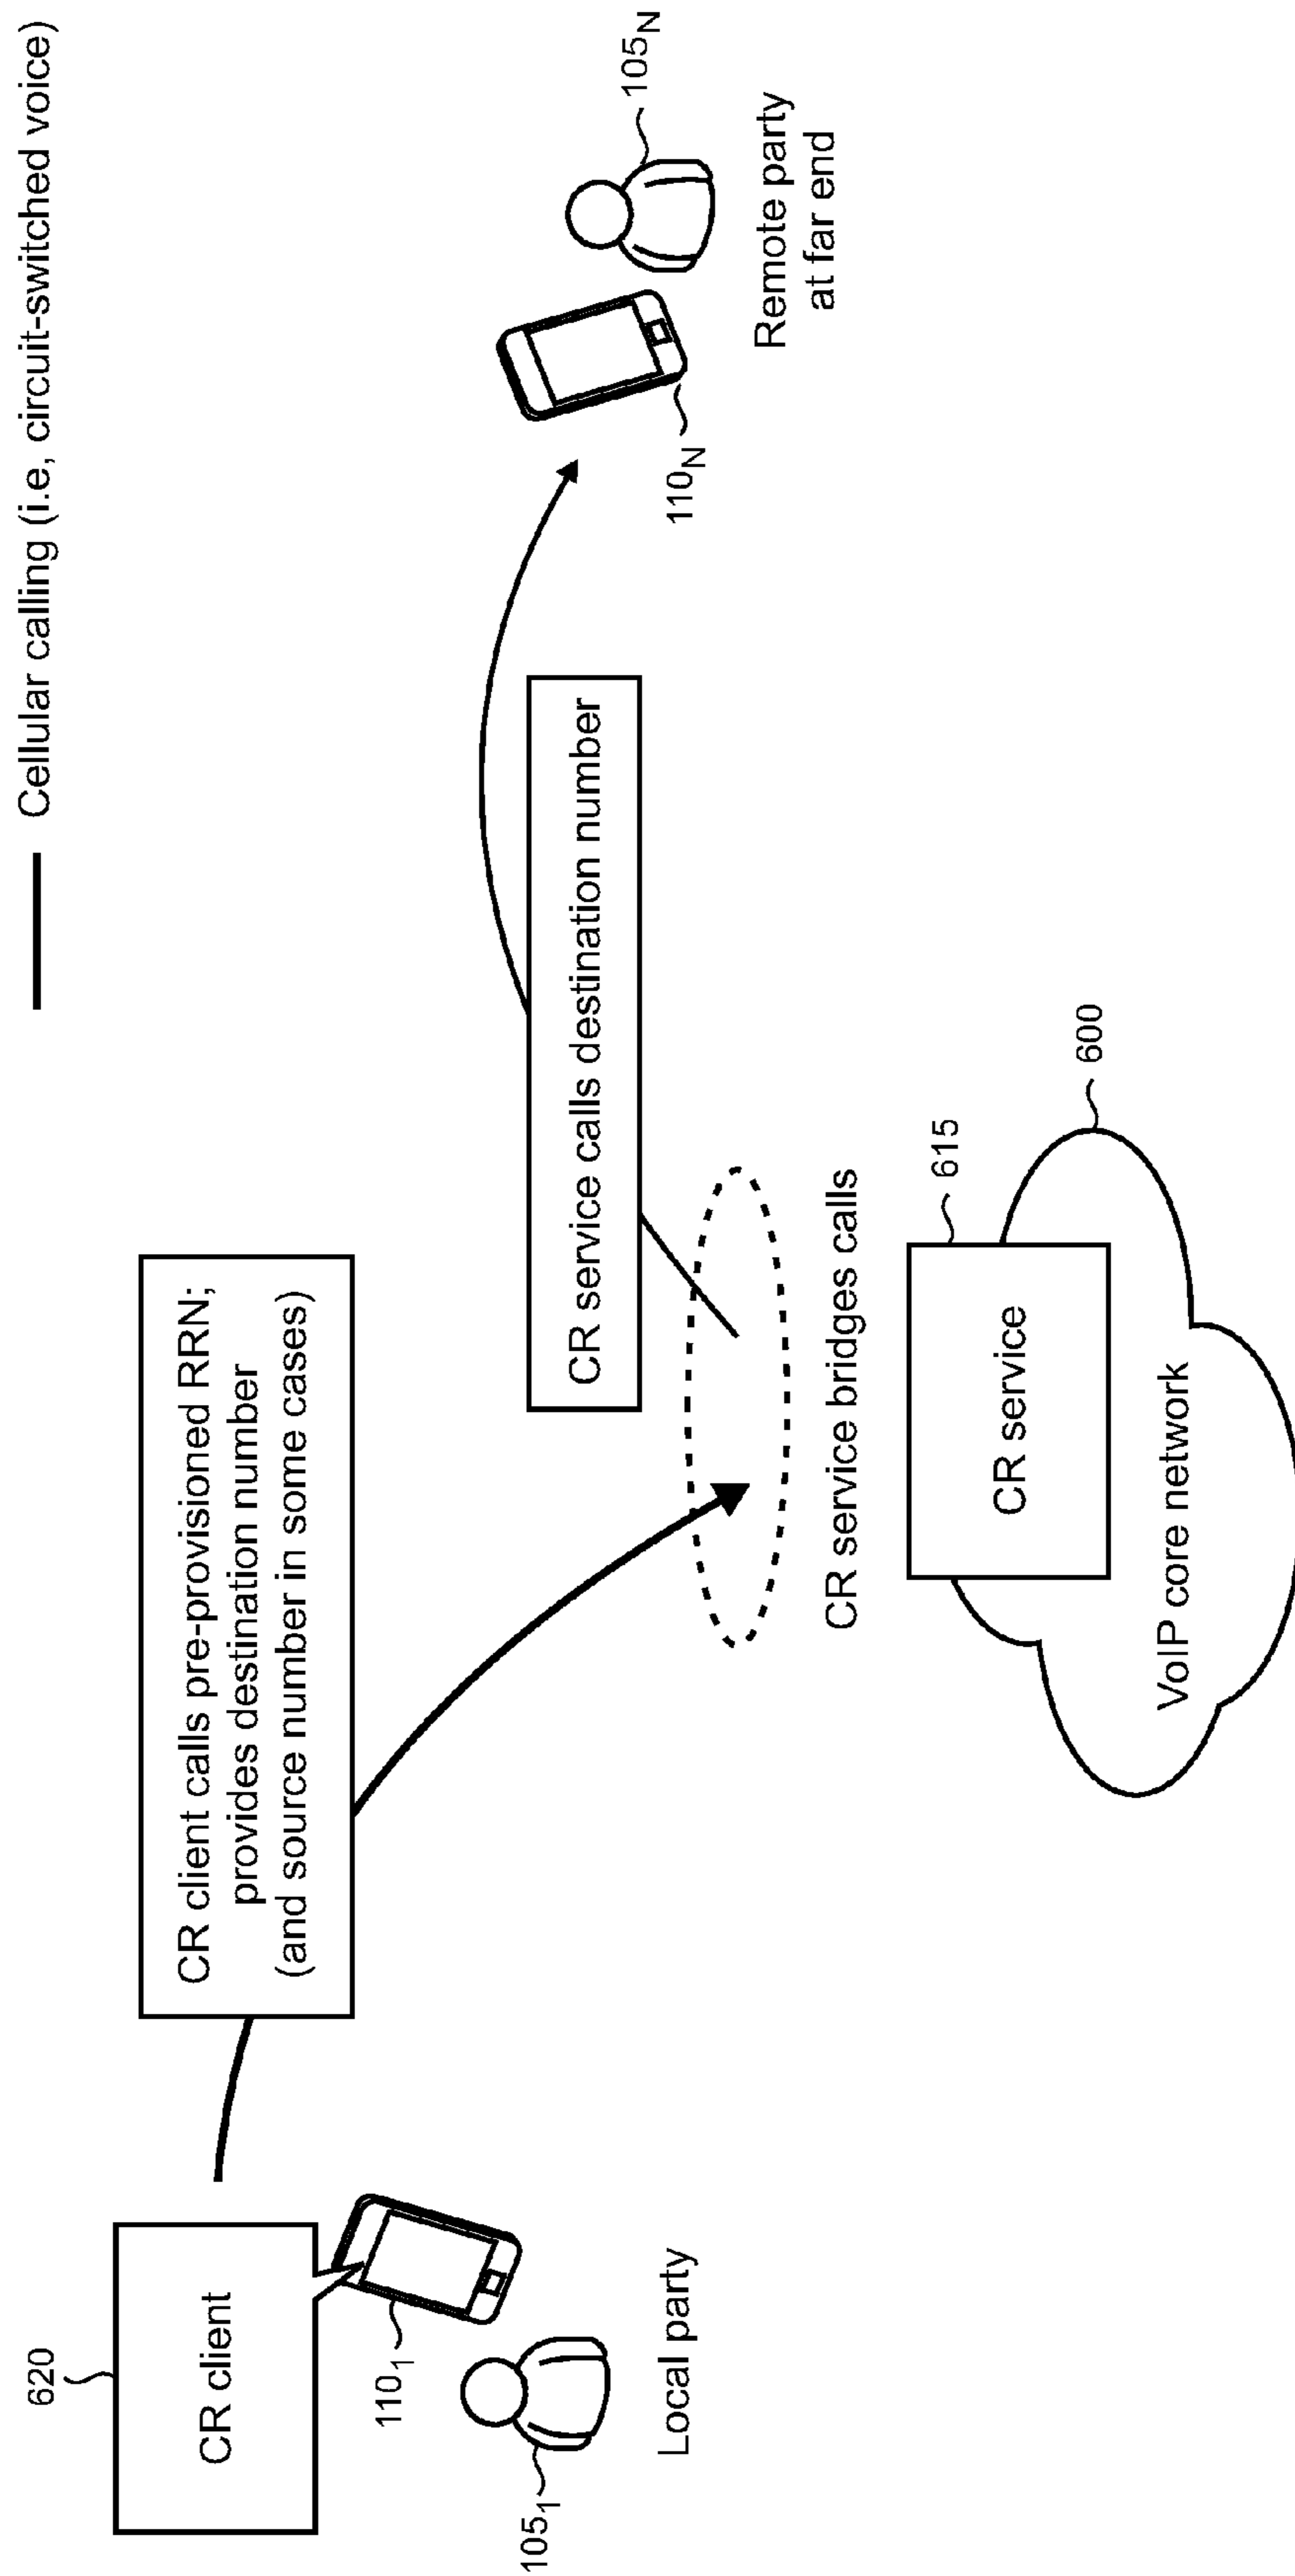 Cellular calling (i.e, circuit-switched voice)
620
CR client
110₁
105₁
Local party
CR client calls pre-provisioned RRN;
provides destination number
(and source number in some cases)
CR service calls destination number
105N
110N
Remote party
at far end
CR service bridges calls
615
CR service
600
VoIP core network